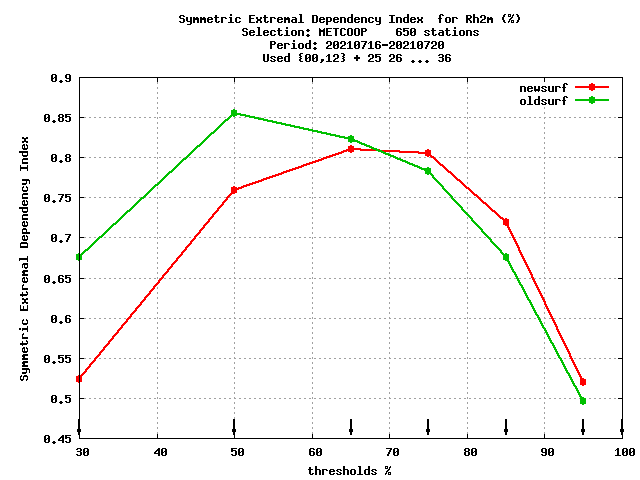 Symmetric Extremal Dependency Index  for Rh2m (%)
Selection: METCOOP    650 stations
Period: 20210716-20210720
Used {00,12} + 25 26 ... 36
newsurf
oldsurf
Symmetric Extremal Dependency Index
0.9
0.85
0.8
0.75
0.7
0.65
0.6
0.55
0.5
0.45
30 40 50 60 70 80 90 100
thresholds %